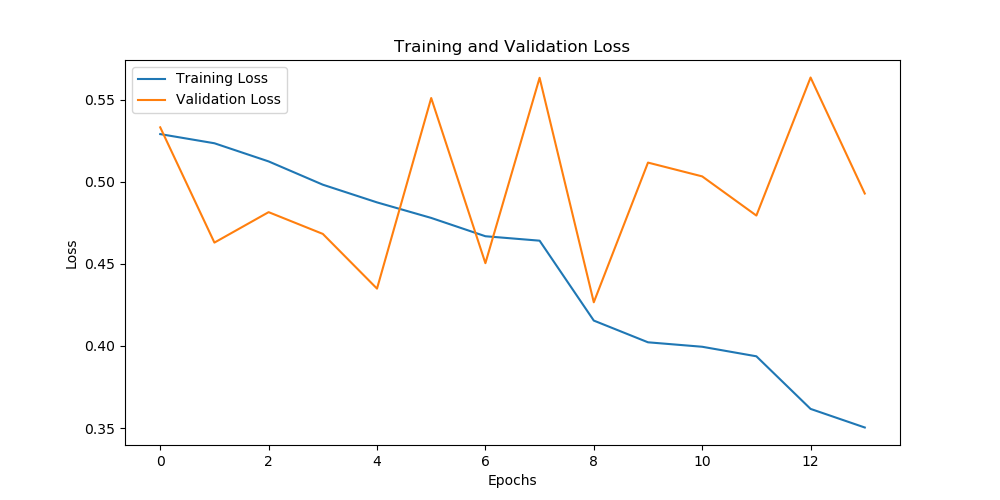 Training and Validation Loss
Training Loss
Validation Loss
0.55
0.50
0.45
0.40
0.35
Loss
0 2 4 6 8 10 12
Epochs